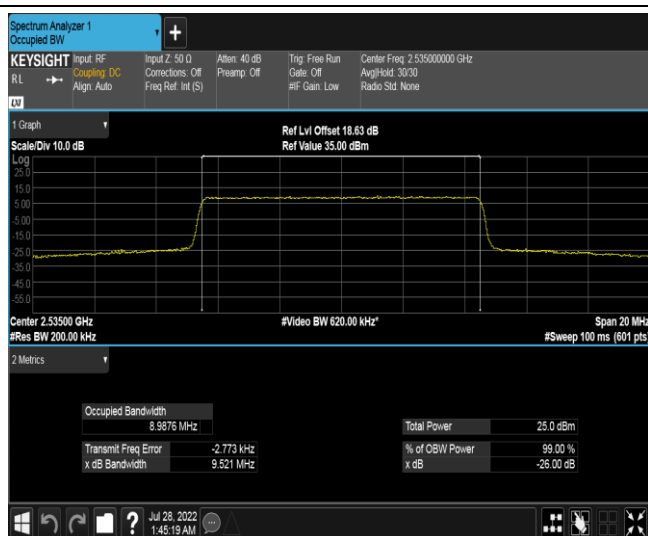 Spectrum Analyzer 1
Occupied BW
KEYSIGHT
RL
LXI
Input: RF
Coupling: DC
Align: Auto
Input Z: 50 Ω
Corrections: Off
Freq Ref: Int (S)
Atten: 40 dB
Preamp: Off
Trig: Free Run
Gate: Off
#IF Gain: Low
Center Freq: 2.535000000 GHz
Avg|Hold: 30/30
Radio Std: None
1 Graph
Scale/Div 10.0 dB
Ref Lvl Offset 18.63 dB
Ref Value 35.00 dBm
Log
25.0
15.0
5.00
-5.00
-15.0
-25.0
-35.0
-45.0
-55.0
Center 2.53500 GHz
#Res BW 200.00 kHz
#Video BW 620.00 kHz*
Span 20 MHz
#Sweep 100 ms (601 pts)
2 Metrics
Occupied Bandwidth
8.9876 MHz
Transmit Freq Error -2.773 kHz
x dB Bandwidth 9.521 MHz
Total Power 25.0 dBm
% of OBW Power 99.00 %
x dB -26.00 dB
?
Jul 28, 2022
1:45:19 AM